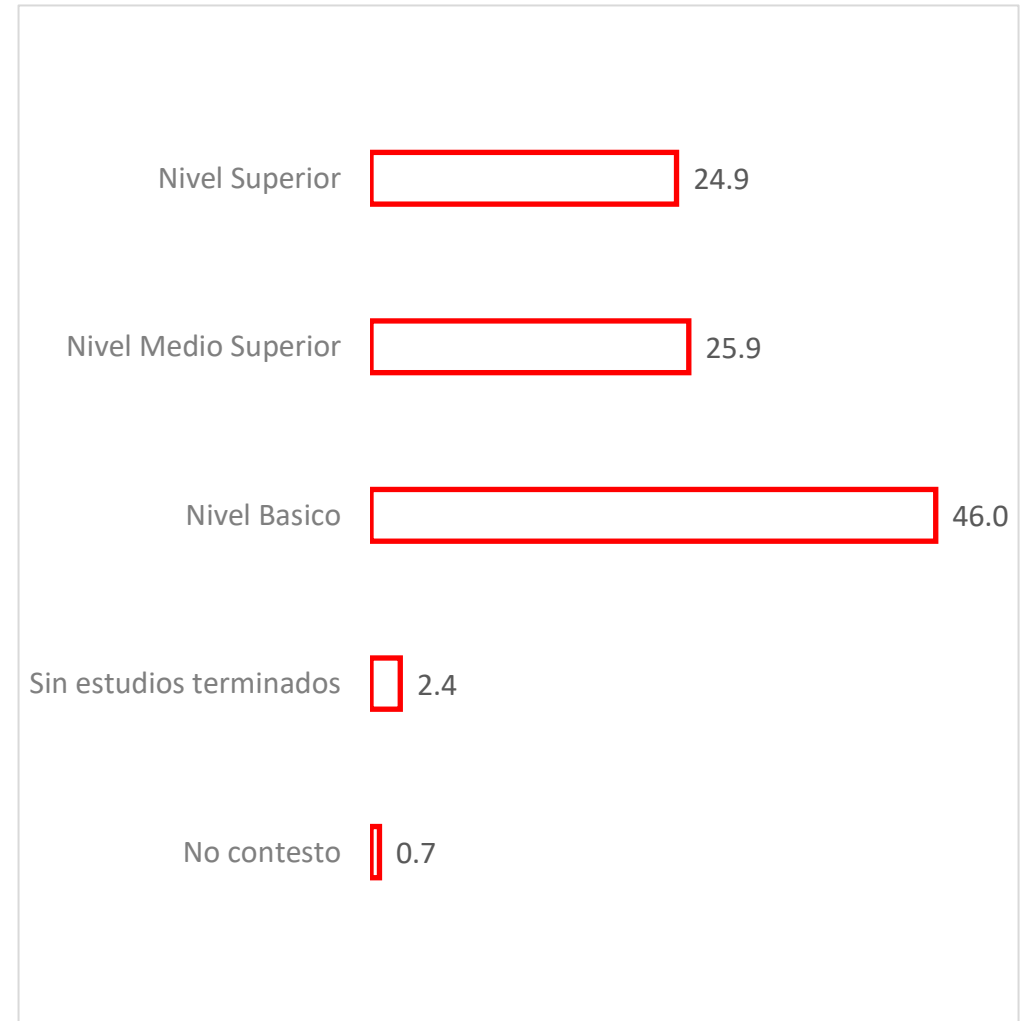 Nivel Superior 24.9
Nivel Medio Superior 25.9
Nivel Basico 46.0
Sin estudios terminados 2.4
No contesto 0.7